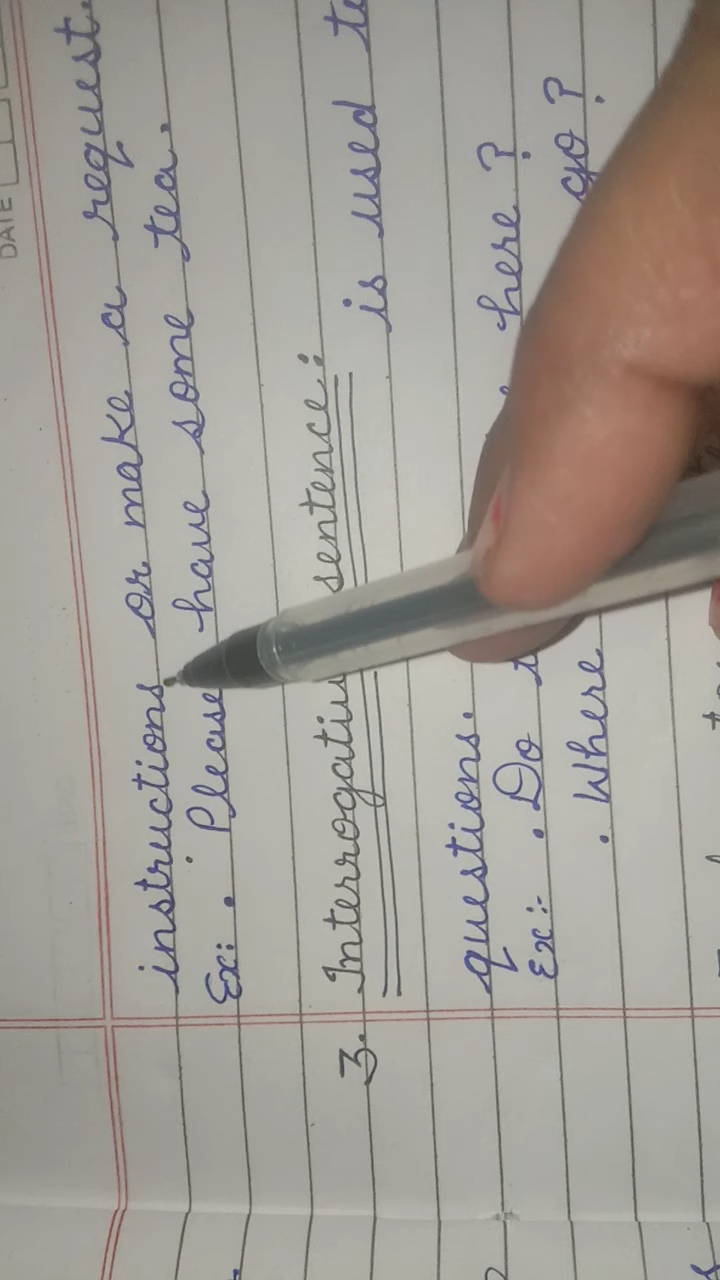 DATE
instructions or make a request.
Ex: . Please have some tea.
3. Interrogative sentence:
is used to
questions.
Ex:- . Do here ?
. Where go ?